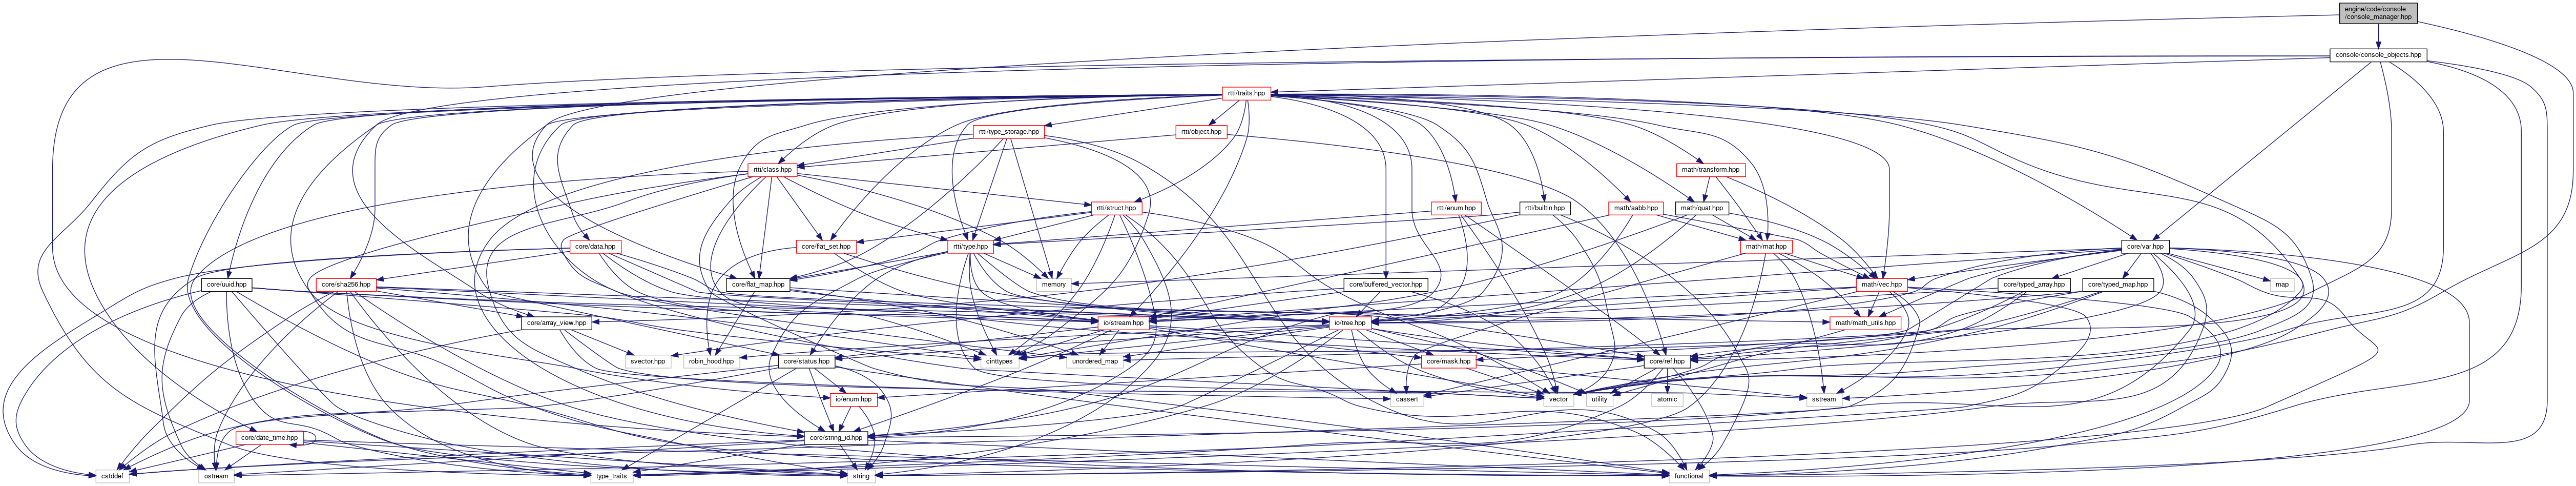 engine/code/console
/console_manager.hpp
console/console_objects.hpp
rtti/traits.hpp
rtti/type_storage.hpp
rtti/object.hpp
rtti/class.hpp
math/transform.hpp
rtti/struct.hpp
rtti/enum.hpp
rtti/builtin.hpp
math/aabb.hpp
math/quat.hpp
core/data.hpp
core/flat_set.hpp
rtti/type.hpp
math/mat.hpp
core/var.hpp
core/uuid.hpp
core/sha256.hpp
core/flat_map.hpp
memory
core/buffered_vector.hpp
math/vec.hpp
core/typed_array.hpp
core/typed_map.hpp
map
core/array_view.hpp
io/stream.hpp
io/tree.hpp
math/math_utils.hpp
svector.hpp
robin_hood.hpp
core/status.hpp
cinttypes
unordered_map
core/mask.hpp
core/ref.hpp
io/enum.hpp
cassert
vector
utility
atomic
sstream
core/date_time.hpp
core/string_id.hpp
cstddef
ostream
type_traits
string
functional